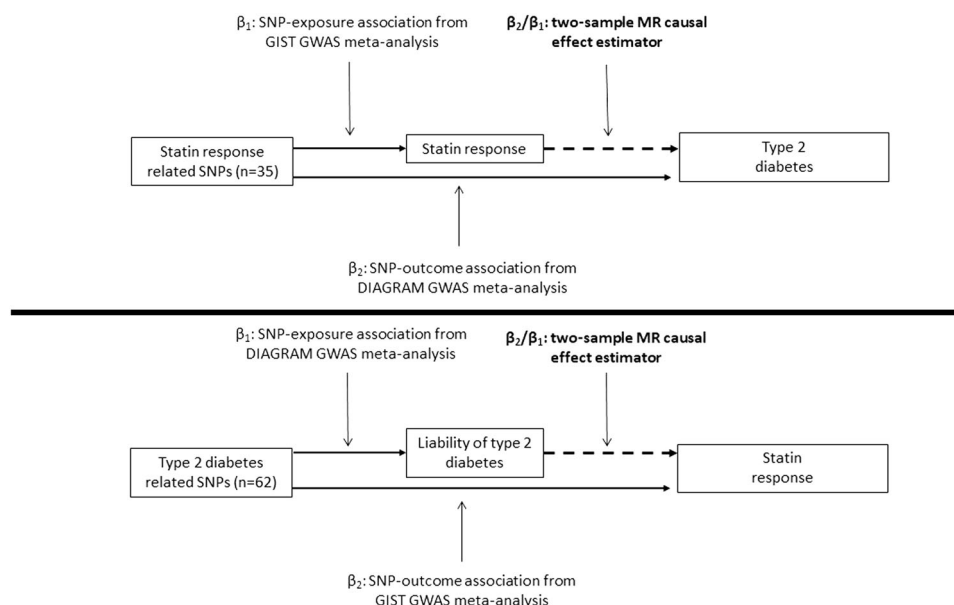 β₁: SNP-exposure association from
GIST GWAS meta-analysis
β₂/β₁: two-sample MR causal
effect estimator
Statin response
related SNPs (n=35)
Statin response
Type 2
diabetes
β₂: SNP-outcome association from
DIAGRAM GWAS meta-analysis
β₁: SNP-exposure association from
DIAGRAM GWAS meta-analysis
β₂/β₁: two-sample MR causal
effect estimator
Type 2 diabetes
related SNPs (n=62)
Liability of type 2
diabetes
Statin
response
β₂: SNP-outcome association from
GIST GWAS meta-analysis